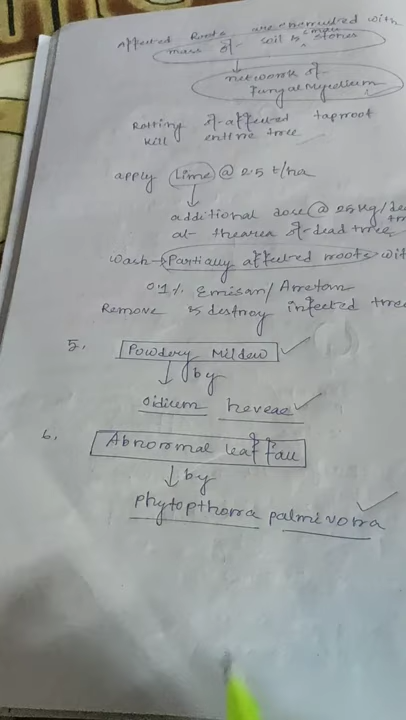 Affected Roots are encrusted with
mass of soil & small stones
↓
network of
Fungal Mycelium
Rotting of affected taproot
kill entire tree
apply Lime @ 2.5 t/ha
↓
additional dose @ 25 kg/
at the area of dead tree
wash → Partially affected roots
0.1% Emisan/Arretan
Remove & destroy infected tree
5. Powdery Mildew
↓ by
oidium heveae
6. Abnormal leaf fall
↓ by
phytopthora palmivora